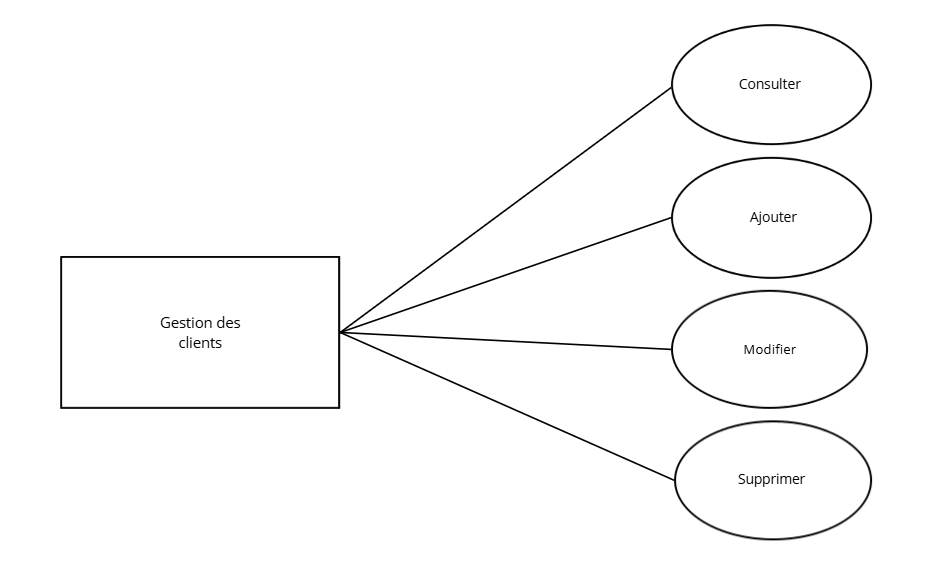 Consulter
Ajouter
Gestion des
clients
Modifier
Supprimer